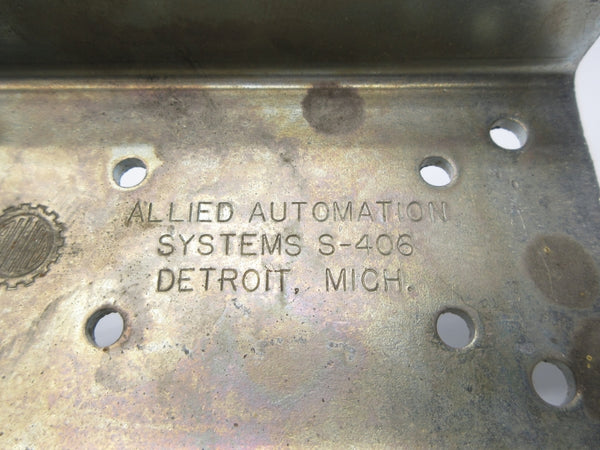 ALLIED AUTOMATION
SYSTEMS S-406
DETROIT, MICH.